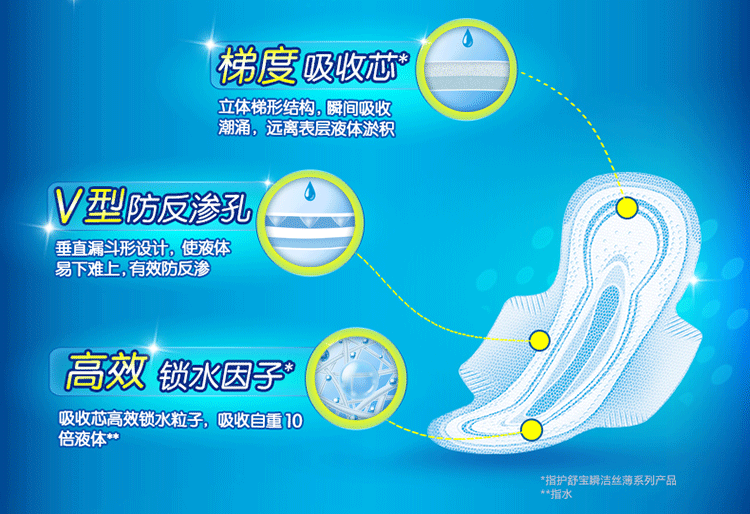 梯度 吸收芯*
立体梯形结构，瞬间吸收
潮涌，远离表层液体淤积
V型防反渗孔
垂直漏斗形设计，使液体
易下难上，有效防反渗
高效 锁水因子*
吸收芯高效锁水粒子，吸收自重10
倍液体**
*指护舒宝瞬洁丝薄系列产品
**指水